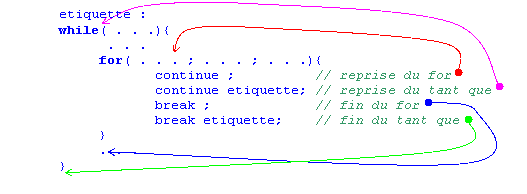 etiquette :
while( . . .){
. . .
for( . . . ; . . . ; . . .){
continue ; // reprise du for
continue etiquette; // reprise du tant que
break ; // fin du for
break etiquette; // fin du tant que
}
.
}